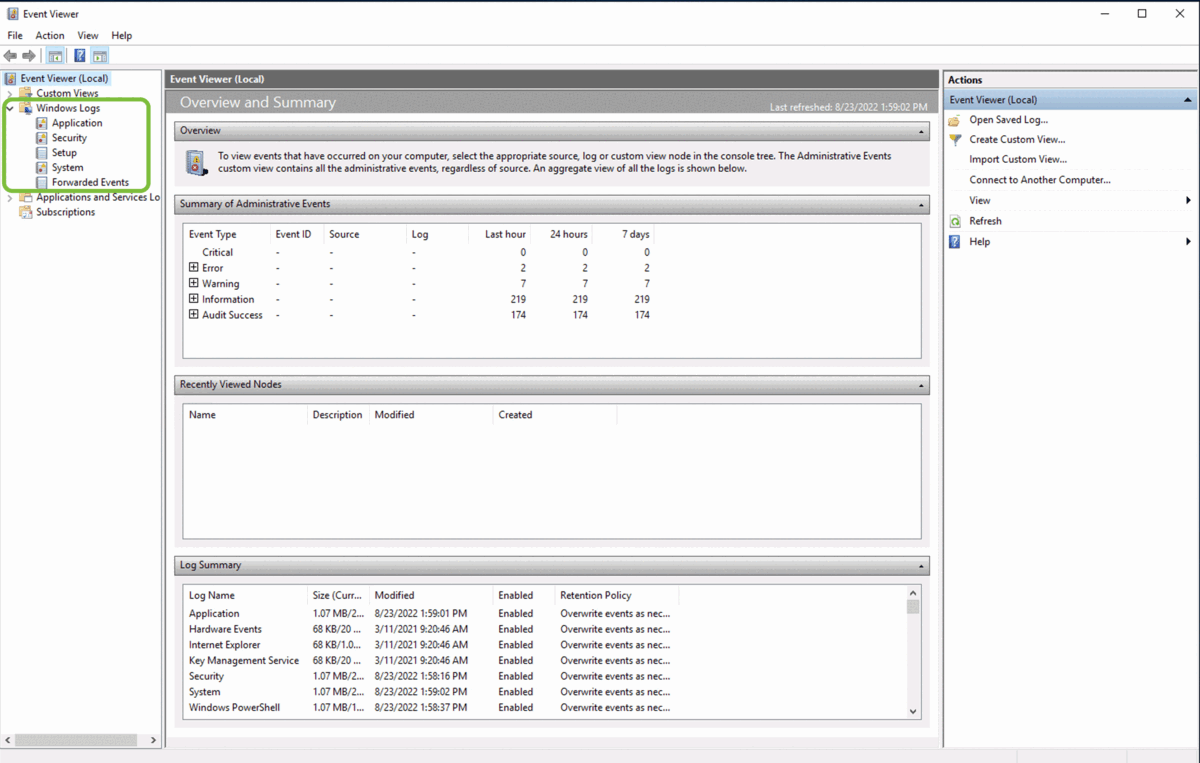 Event Viewer
File Action View Help
Event Viewer (Local)
Custom Views
Windows Logs
Application
Security
Setup
System
Forwarded Events
Applications and Services Lo
Subscriptions
Event Viewer (Local)
Overview and Summary Last refreshed: 8/23/2022 1:59:02 PM
Overview
To view events that have occurred on your computer, select the appropriate source, log or custom view node in the console tree. The Administrative Events
custom view contains all the administrative events, regardless of source. An aggregate view of all the logs is shown below.
Summary of Administrative Events
Event Type Event ID Source Log Last hour 24 hours 7 days
Critical - - - 0 0 0
Error - - - 2 2 2
Warning - - - 7 7 7
Information - - - 219 219 219
Audit Success - - - 174 174 174
Recently Viewed Nodes
Name Description Modified Created
Log Summary
Log Name Size (Curr... Modified Enabled Retention Policy
Application 1.07 MB/2... 8/23/2022 1:59:01 PM Enabled Overwrite events as nec...
Hardware Events 68 KB/20 ... 3/11/2021 9:20:46 AM Enabled Overwrite events as nec...
Internet Explorer 68 KB/1.0... 3/11/2021 9:20:46 AM Enabled Overwrite events as nec...
Key Management Service 68 KB/20 ... 3/11/2021 9:20:46 AM Enabled Overwrite events as nec...
Security 1.07 MB/2... 8/23/2022 1:58:16 PM Enabled Overwrite events as nec...
System 1.07 MB/2... 8/23/2022 1:59:02 PM Enabled Overwrite events as nec...
Windows PowerShell 1.07 MB/1... 8/23/2022 1:58:37 PM Enabled Overwrite events as nec...
Actions
Event Viewer (Local)
Open Saved Log...
Create Custom View...
Import Custom View...
Connect to Another Computer...
View
Refresh
Help